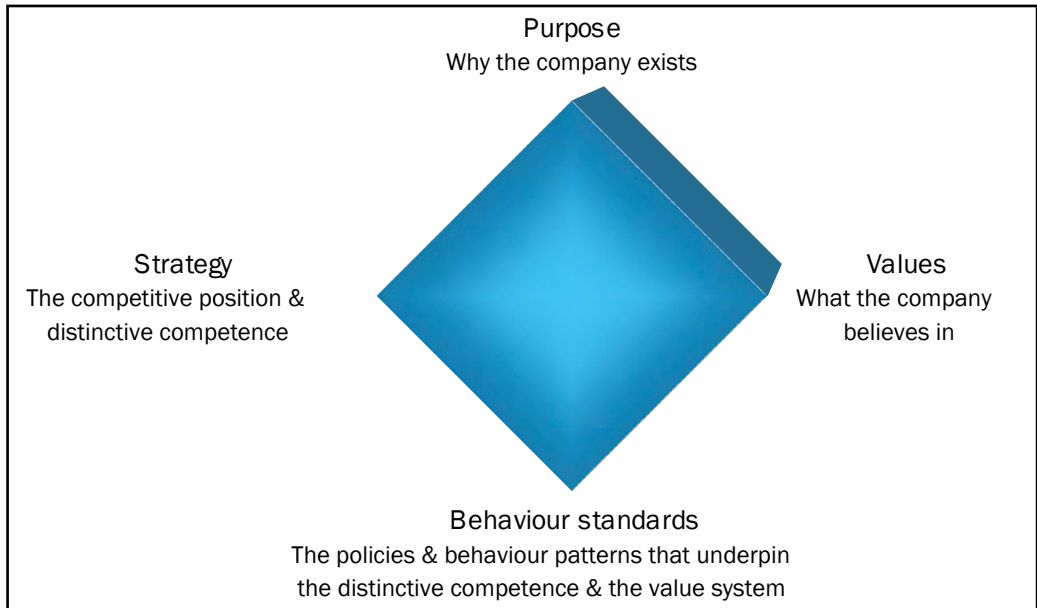 Purpose
Why the company exists
Strategy
The competitive position &
distinctive competence
Values
What the company
believes in
Behaviour standards
The policies & behaviour patterns that underpin
the distinctive competence & the value system